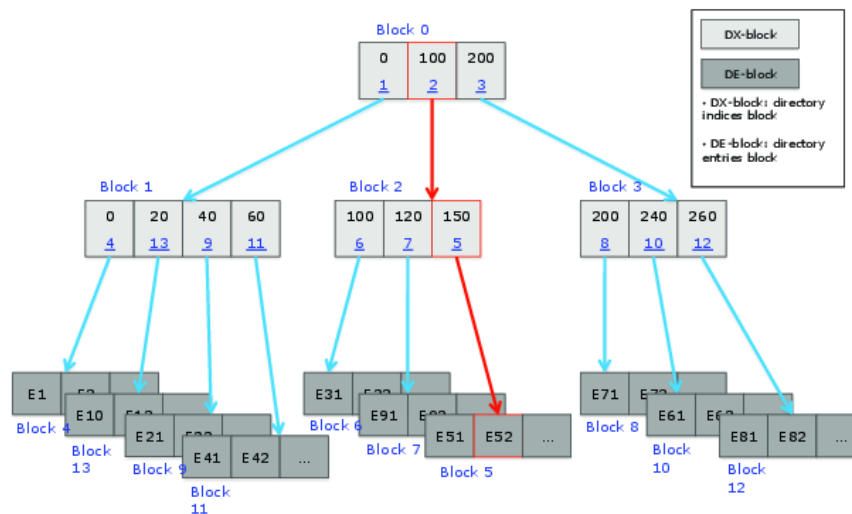 Block 0
0 100 200
1 2 3
DX-block
DE-block
• DX-block: directory
indices block
• DE-block: directory
entries block
Block 1
0 20 40 60
4 13 9 11
Block 2
100 120 150
6 7 5
Block 3
200 240 260
8 10 12
E1
Block 4
E10
Block
13
E21
Block 9
E41 E42 ...
Block
11
E31
Block 6
E91
Block 7
E51 E52 ...
Block 5
E71
Block 8
E61
Block
10
E81 E82 ...
Block
12